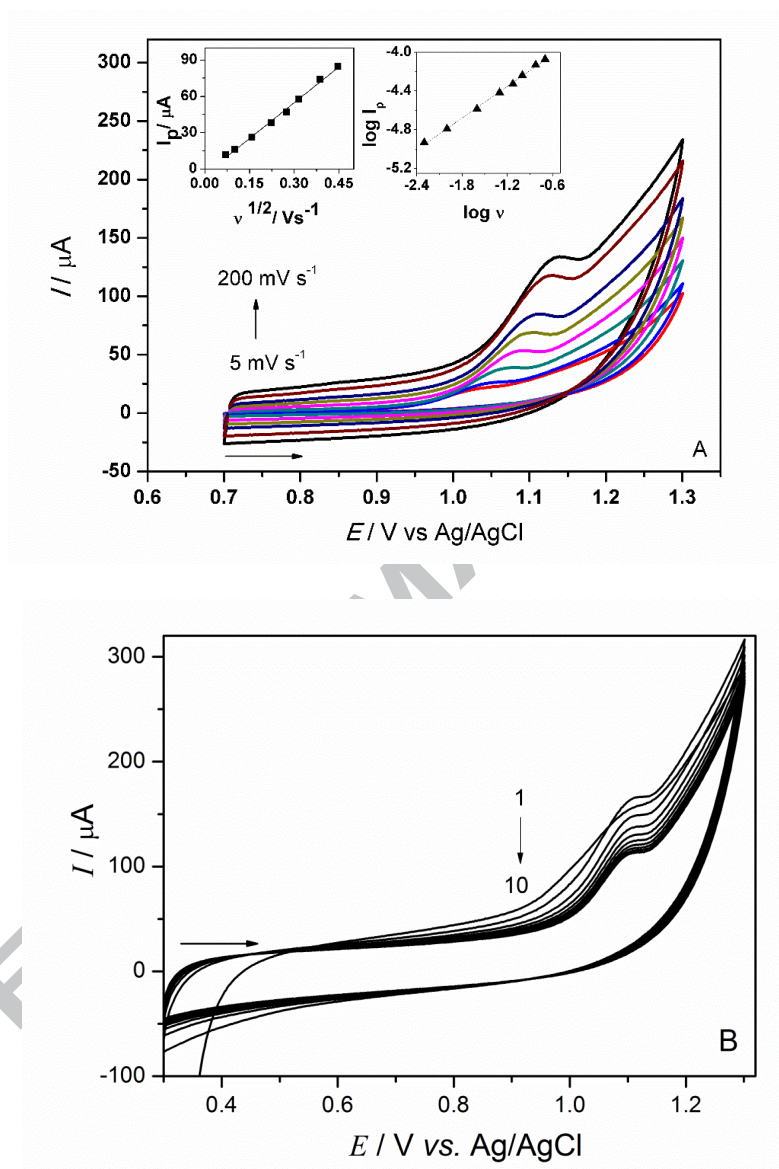 300
250
200
150
100
50
0
-50
I / μA
0.6 0.7 0.8 0.9 1.0 1.1 1.2 1.3
E / V vs Ag/AgCl
90
60
30
0
Ip/ μA
0.00 0.15 0.30 0.45
ν 1/2/ Vs-1
-4.0
-4.4
-4.8
-5.2
log Ip
-2.4 -1.8 -1.2 -0.6
log ν
200 mV s-1
5 mV s-1
A
300
200
100
0
-100
I / μA
1
10
B
0.4 0.6 0.8 1.0 1.2
E / V vs. Ag/AgCl